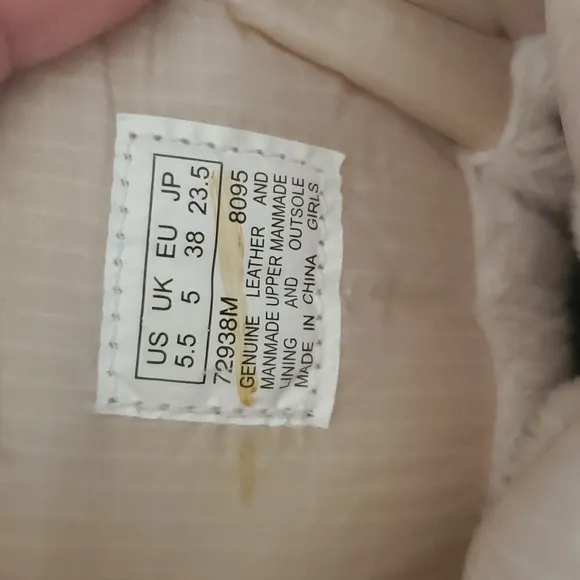 US UK EU JP
5.5 5 38 23.5
72938M 8095
GENUINE LEATHER AND
MANMADE UPPER MANMADE
LINING AND OUTSOLE
MADE IN CHINA GIRLS